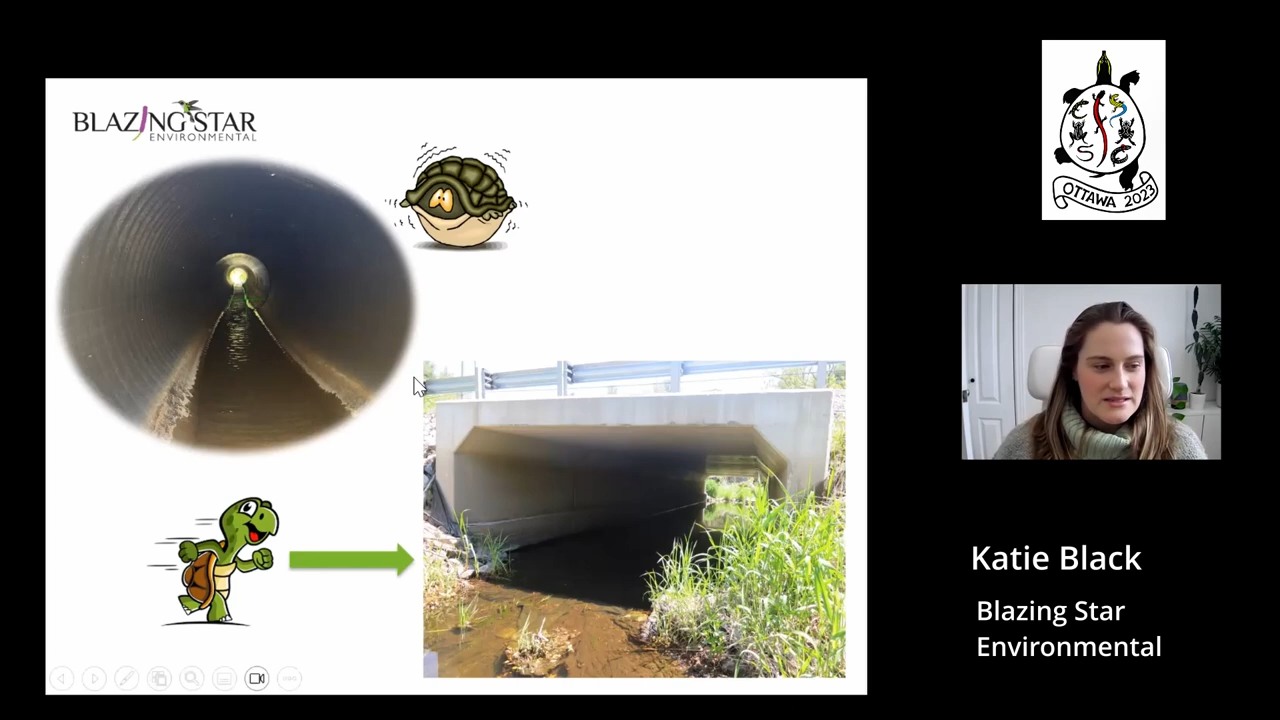 BLAZING STAR
ENVIRONMENTAL
C
S
S
C
OTTAWA 2023
Katie Black
Blazing Star
Environmental